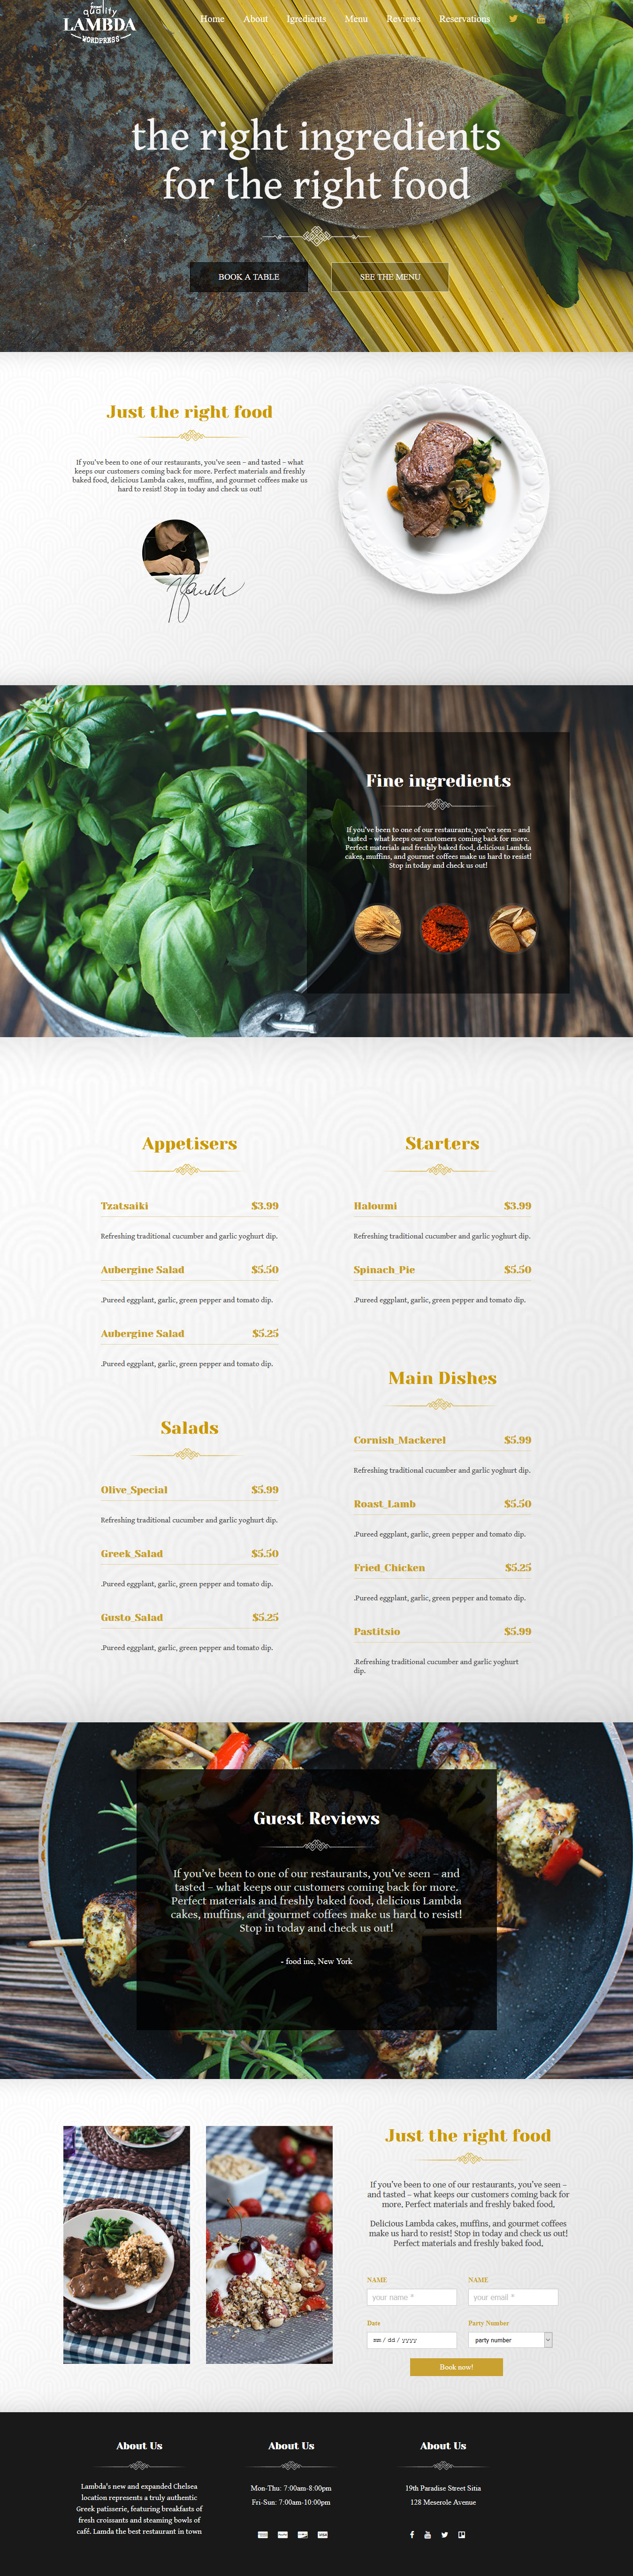 quality
LAMBDA
WORDPRESS
Home About Igredients Menu Reviews Reservations
the right ingredients
for the right food
BOOK A TABLE
SEE THE MENU
Just the right food
If you've been to one of our restaurants, you've seen – and tasted – what
keeps our customers coming back for more. Perfect materials and freshly
baked food, delicious Lambda cakes, muffins, and gourmet coffees make us
hard to resist! Stop in today and check us out!
Fine ingredients
If you've been to one of our restaurants, you've seen – and
tasted – what keeps our customers coming back for more.
Perfect materials and freshly baked food, delicious Lambda
cakes, muffins, and gourmet coffees make us hard to resist!
Stop in today and check us out!
Appetisers
Tzatsaiki $3.99
Refreshing traditional cucumber and garlic yoghurt dip.
Aubergine Salad $5.50
.Pureed eggplant, garlic, green pepper and tomato dip.
Aubergine Salad $5.25
.Pureed eggplant, garlic, green pepper and tomato dip.
Salads
Olive_Special $5.99
Refreshing traditional cucumber and garlic yoghurt dip.
Greek_Salad $5.50
.Pureed eggplant, garlic, green pepper and tomato dip.
Gusto_Salad $5.25
.Pureed eggplant, garlic, green pepper and tomato dip.
Starters
Haloumi $3.99
Refreshing traditional cucumber and garlic yoghurt dip.
Spinach_Pie $5.50
.Pureed eggplant, garlic, green pepper and tomato dip.
Main Dishes
Cornish_Mackerel $5.99
Refreshing traditional cucumber and garlic yoghurt dip.
Roast_Lamb $5.50
.Pureed eggplant, garlic, green pepper and tomato dip.
Fried_Chicken $5.25
.Pureed eggplant, garlic, green pepper and tomato dip.
Pastitsio $5.99
.Refreshing traditional cucumber and garlic yoghurt
dip.
Guest Reviews
If you've been to one of our restaurants, you've seen – and
tasted – what keeps our customers coming back for more.
Perfect materials and freshly baked food, delicious Lambda
cakes, muffins, and gourmet coffees make us hard to resist!
Stop in today and check us out!
- food inc, New York
Just the right food
If you've been to one of our restaurants, you've seen –
and tasted – what keeps our customers coming back for
more. Perfect materials and freshly baked food.
Delicious Lambda cakes, muffins, and gourmet coffees
make us hard to resist! Stop in today and check us out!
Perfect materials and freshly baked food.
NAME NAME
your name * your email *
Date Party Number
mm / dd / yyyy party number
Book now!
About Us
Lambda's new and expanded Chelsea
location represents a truly authentic
Greek patisserie, featuring breakfasts of
fresh croissants and steaming bowls of
café. Lamda the best restaurant in town
About Us
Mon-Thu: 7:00am-8:00pm
Fri-Sun: 7:00am-10:00pm
About Us
19th Paradise Street Sitia
128 Meserole Avenue